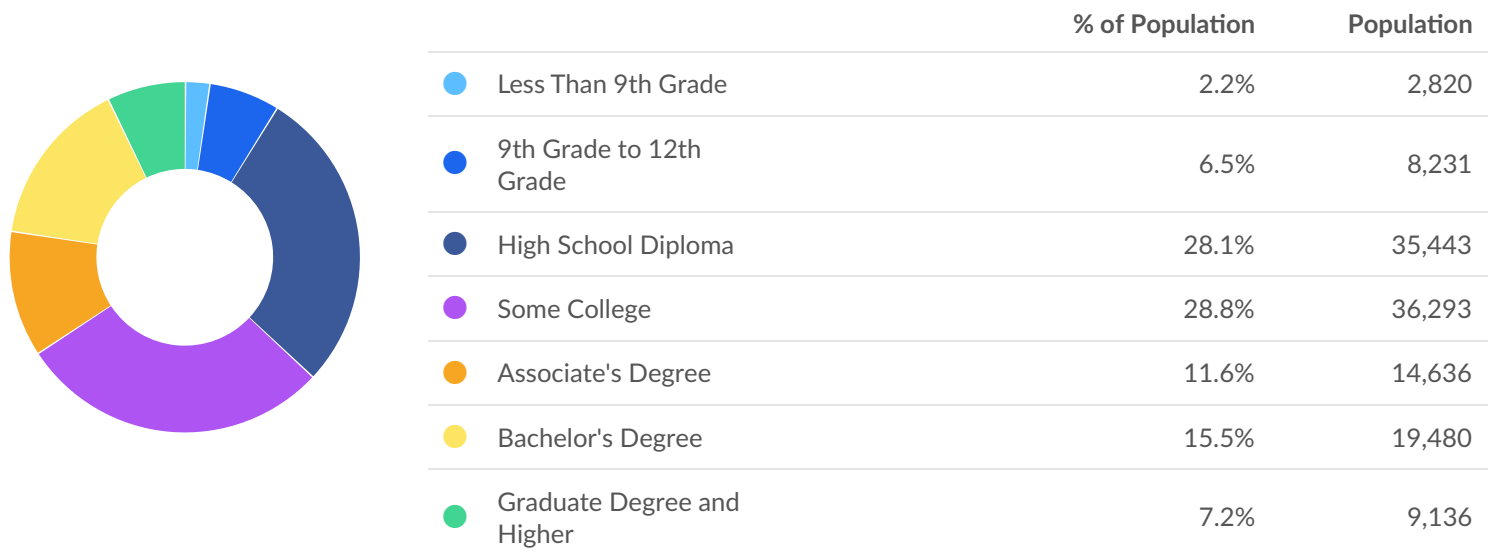 % of Population Population
Less Than 9th Grade 2.2% 2,820
9th Grade to 12th
Grade 6.5% 8,231
High School Diploma 28.1% 35,443
Some College 28.8% 36,293
Associate's Degree 11.6% 14,636
Bachelor's Degree 15.5% 19,480
Graduate Degree and
Higher 7.2% 9,136